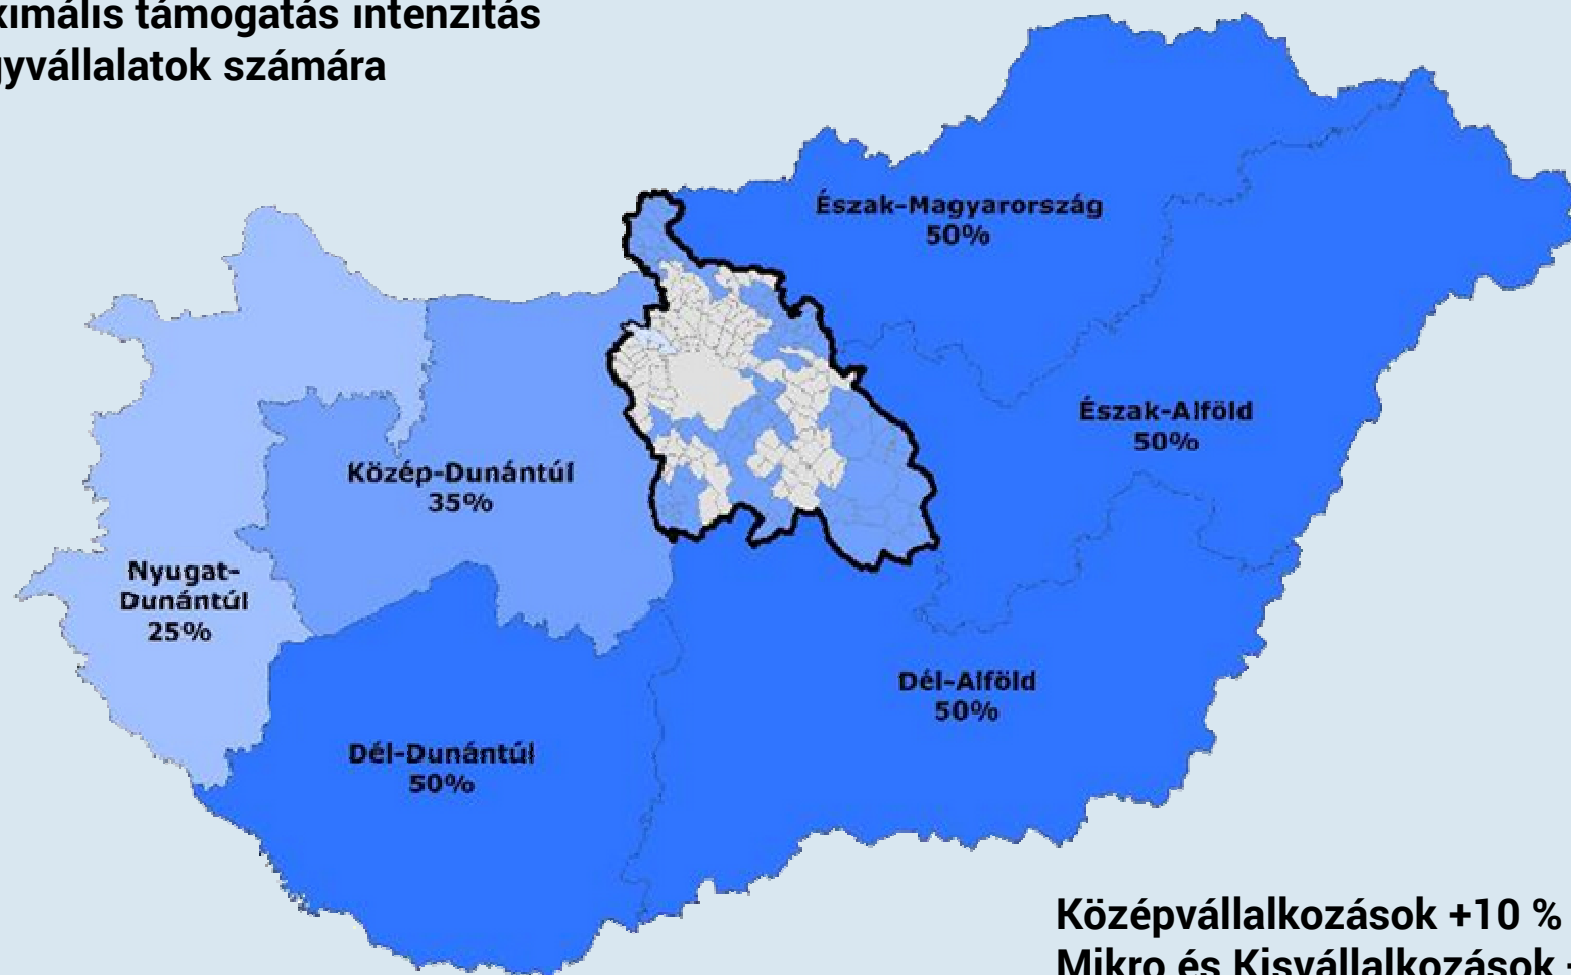 ximális támogatás intenzitás
gyvállalatok számára
Észak-Magyarország
50%
Észak-Alföld
50%
Közép-Dunántúl
35%
Nyugat-
Dunántúl
25%
Dél-Alföld
50%
Dél-Dunántúl
50%
Középvállalkozások +10 %
Mikro és Kisvállalkozások